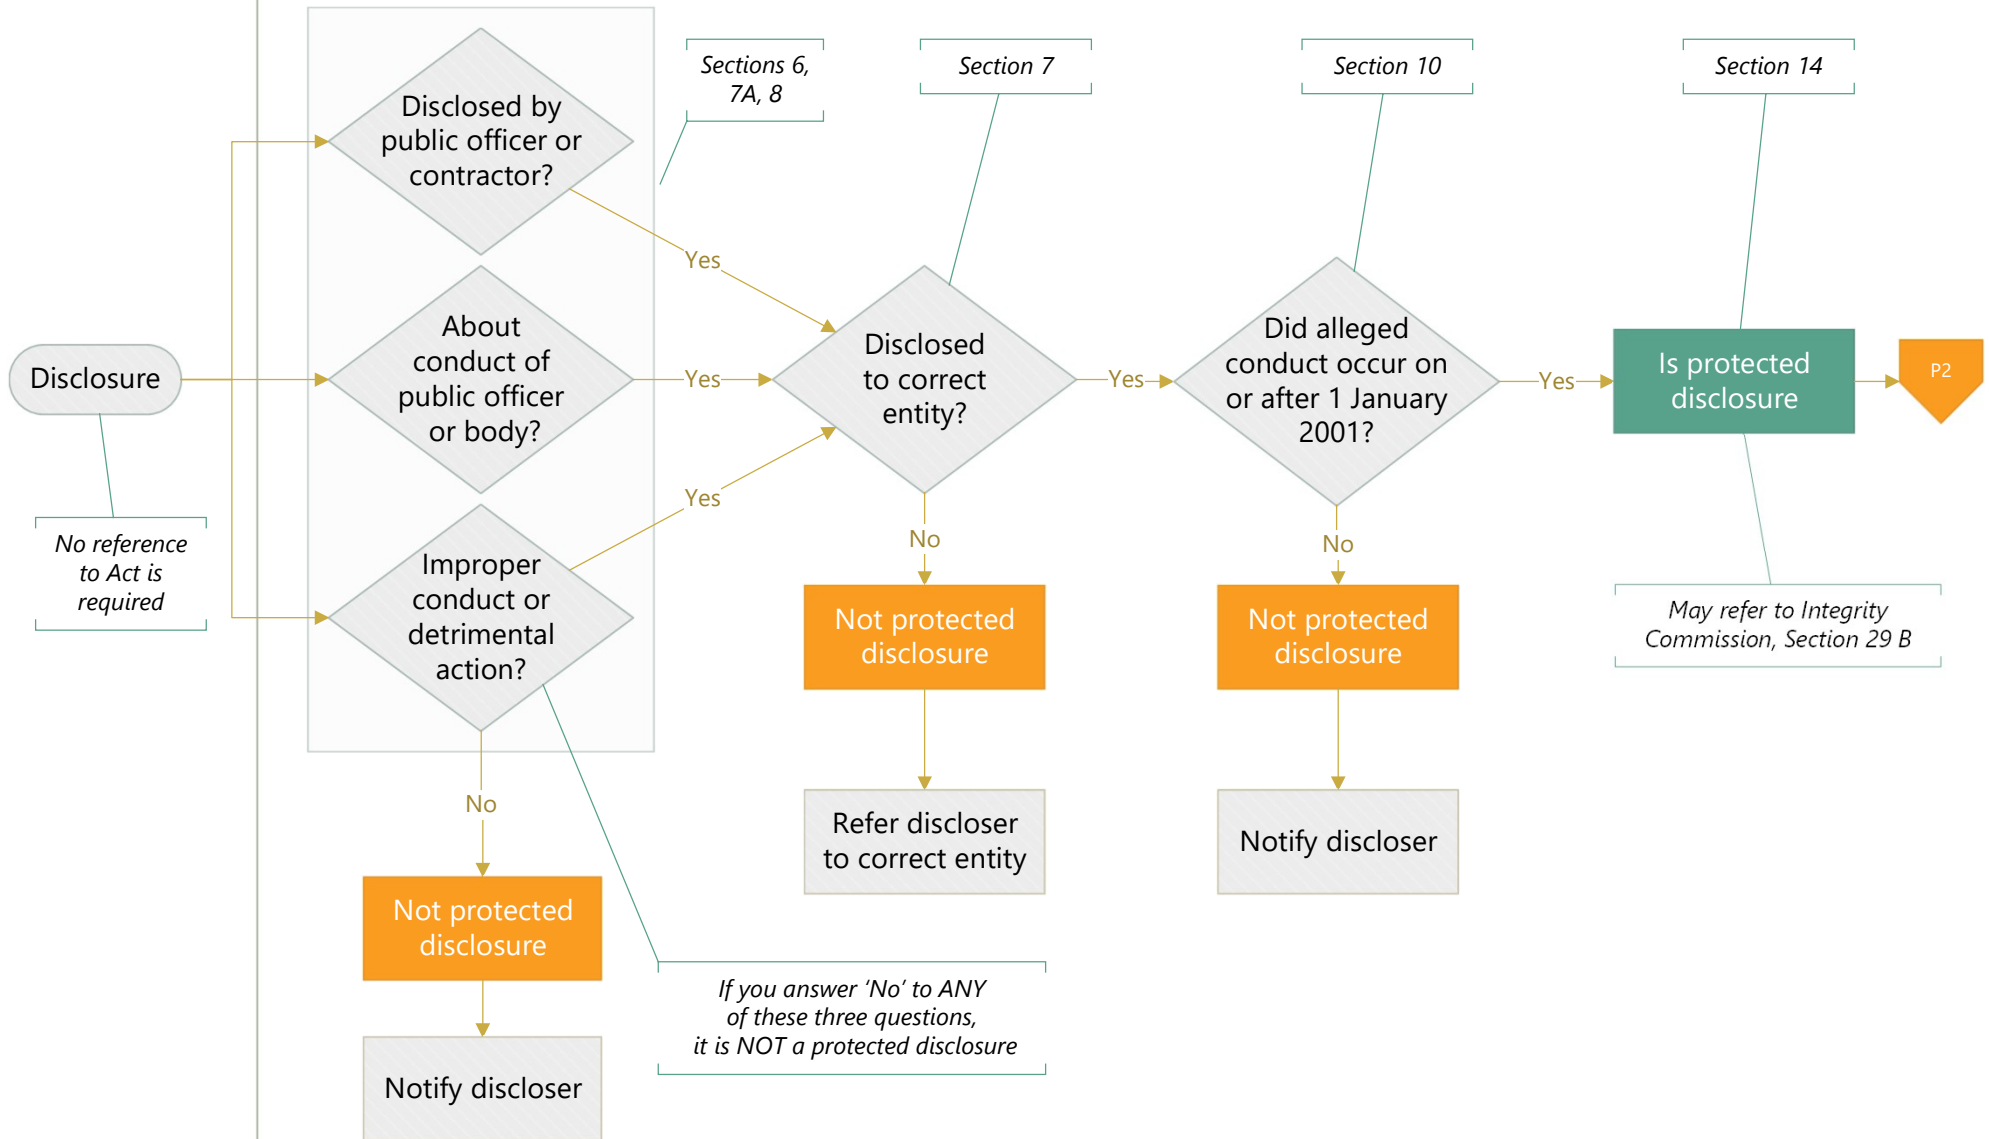 Disclosure
No reference
to Act is
required
Disclosed by
public officer or
contractor?
About
conduct of
public officer
or body?
Improper
conduct or
detrimental
action?
Sections 6,
7A, 8
Yes
Yes
Yes
No
Not protected
disclosure
Notify discloser
If you answer ‘No’ to ANY
of these three questions,
it is NOT a protected disclosure
Section 7
Disclosed
to correct
entity?
Yes
No
Not protected
disclosure
Refer discloser
to correct entity
Section 10
Did alleged
conduct occur on
or after 1 January
2001?
Yes
No
Not protected
disclosure
Notify discloser
Section 14
Is protected
disclosure
P2
May refer to Integrity
Commission, Section 29 B